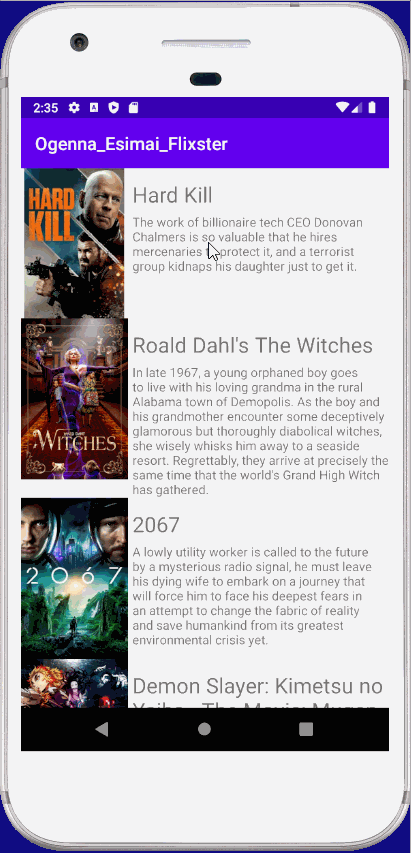 2:35
Ogenna_Esimai_Flixster
HARD
KILL
Hard Kill
The work of billionaire tech CEO Donovan
Chalmers is so valuable that he hires
mercenaries protect it, and a terrorist
group kidnaps his daughter just to get it.
WITCHES
Roald Dahl's The Witches
In late 1967, a young orphaned boy goes
to live with his loving grandma in the rural
Alabama town of Demopolis. As the boy and
his grandmother encounter some deceptively
glamorous but thoroughly diabolical witches,
she wisely whisks him away to a seaside
resort. Regrettably, they arrive at precisely the
same time that the world's Grand High Witch
has gathered.
2067
2067
A lowly utility worker is called to the future
by a mysterious radio signal, he must leave
his dying wife to embark on a journey that
will force him to face his deepest fears in
an attempt to change the fabric of reality
and save humankind from its greatest
environmental crisis yet.
Demon Slayer: Kimetsu no
Yaiba - The Movie: Mugen